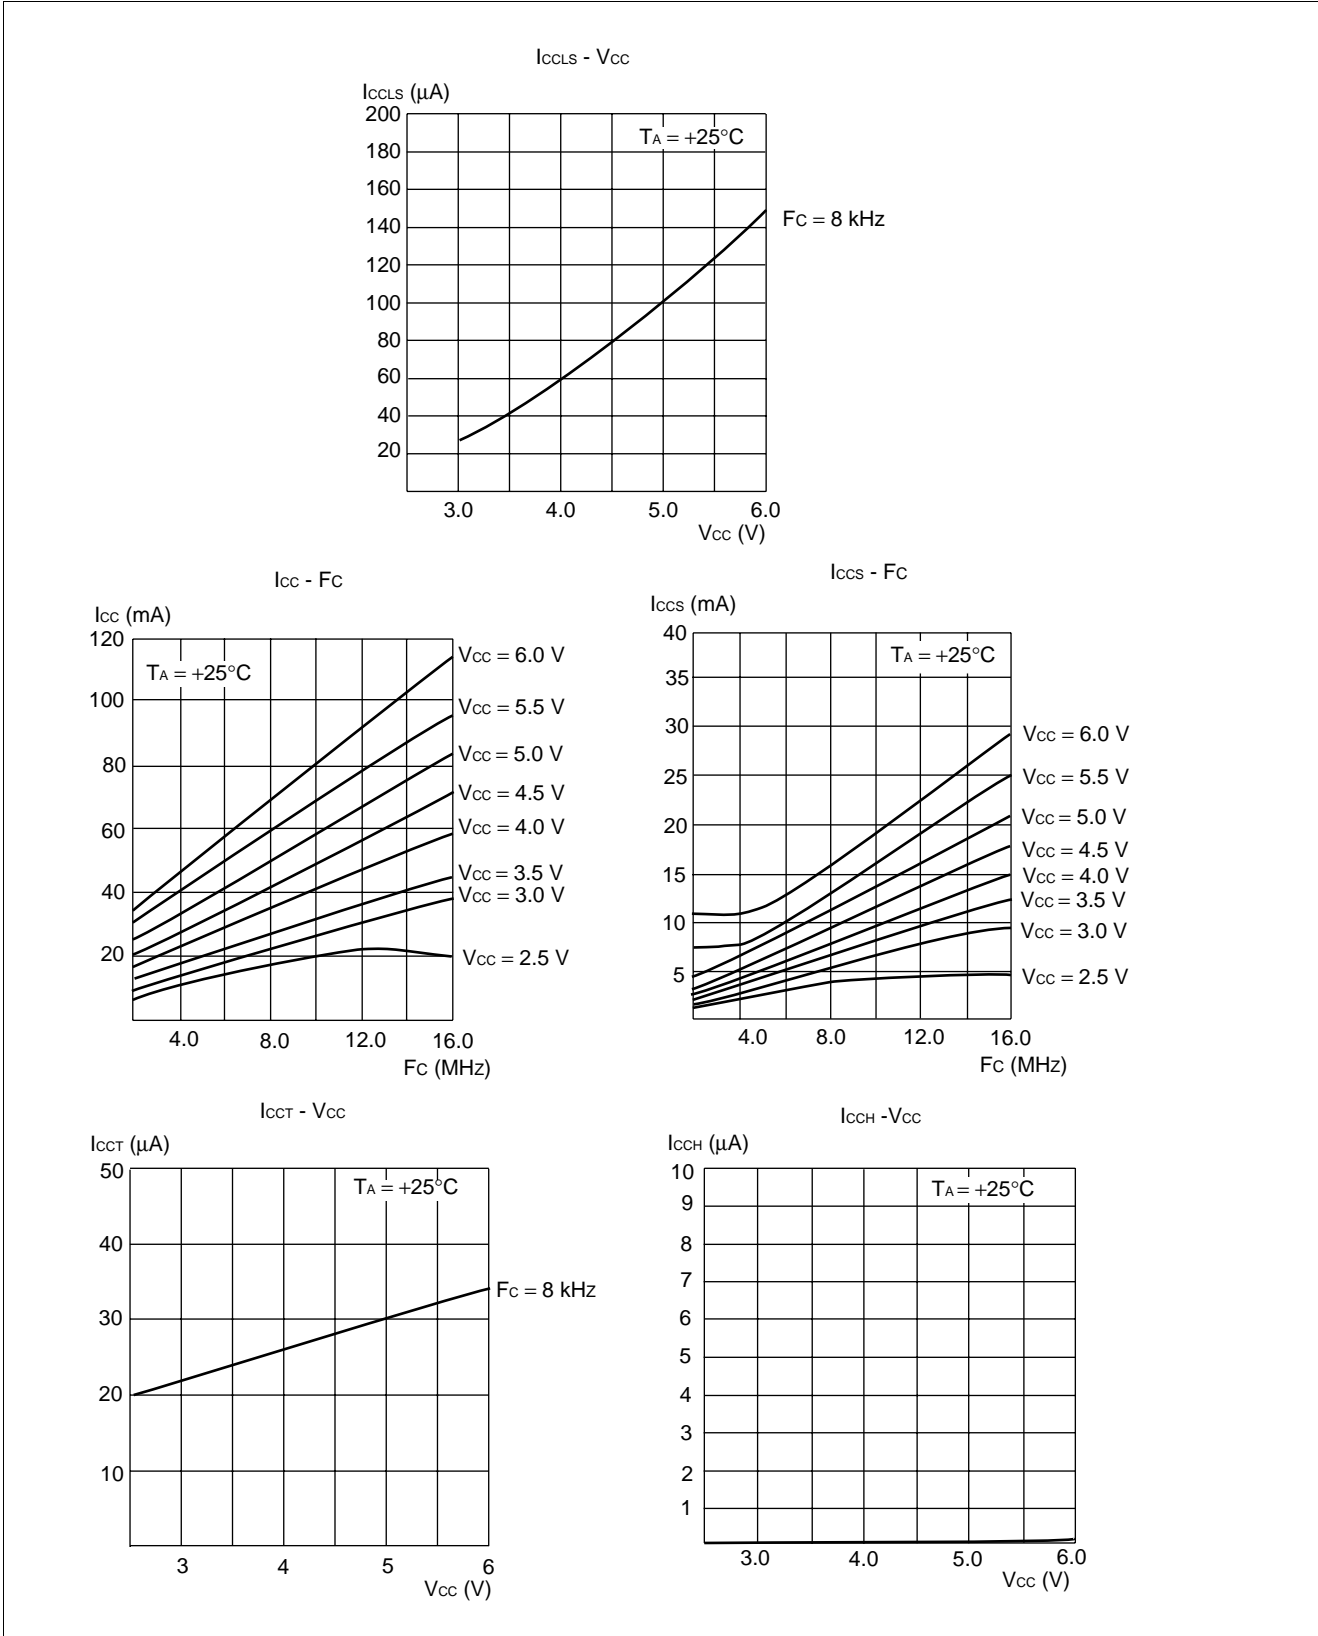 ICCLS - VCC
ICCLS (µA)
200
180
160
140
120
100
80
60
40
20
TA = +25°C
FC = 8 kHz
3.0 4.0 5.0 6.0
VCC (V)
ICC - FC
ICC (mA)
120
100
80
60
40
20
TA = +25°C
VCC = 6.0 V
VCC = 5.5 V
VCC = 5.0 V
VCC = 4.5 V
VCC = 4.0 V
VCC = 3.5 V
VCC = 3.0 V
VCC = 2.5 V
4.0 8.0 12.0 16.0
FC (MHz)
ICCS - FC
ICCS (mA)
40
35
30
25
20
15
10
5
TA = +25°C
VCC = 6.0 V
VCC = 5.5 V
VCC = 5.0 V
VCC = 4.5 V
VCC = 4.0 V
VCC = 3.5 V
VCC = 3.0 V
VCC = 2.5 V
4.0 8.0 12.0 16.0
FC (MHz)
ICCT - VCC
ICCT (µA)
50
40
30
20
10
TA = +25°C
FC = 8 kHz
3 4 5 6
VCC (V)
ICCH -VCC
ICCH (µA)
10
9
8
7
6
5
4
3
2
1
TA = +25°C
3.0 4.0 5.0 6.0
VCC (V)